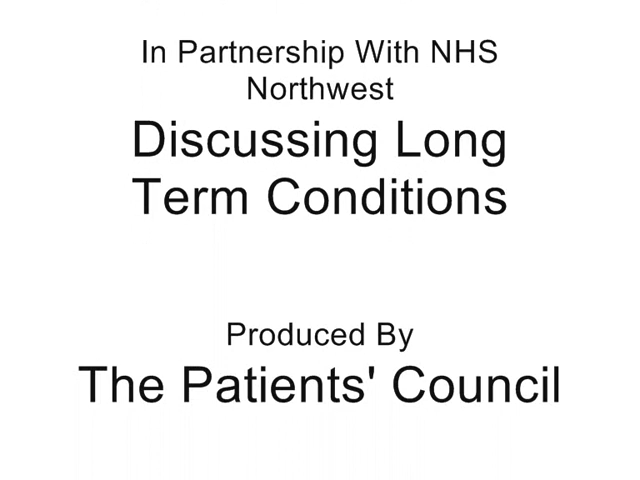 In Partnership With NHS
Northwest
Discussing Long
Term Conditions
Produced By
The Patients' Council